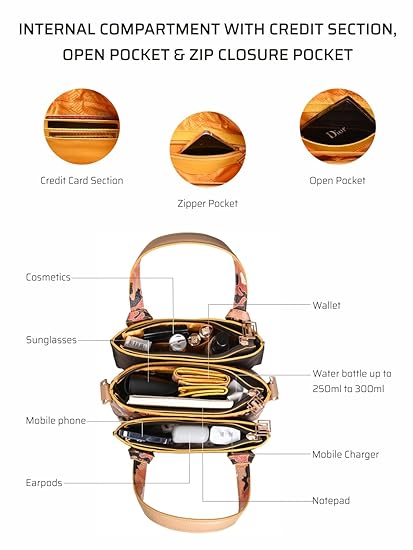 INTERNAL COMPARTMENT WITH CREDIT SECTION,
OPEN POCKET & ZIP CLOSURE POCKET
Credit Card Section
Zipper Pocket
Dior
Open Pocket
Cosmetics
Wallet
Sunglasses
Water bottle up to
250ml to 300ml
Mobile phone
Mobile Charger
Earpods
Notepad